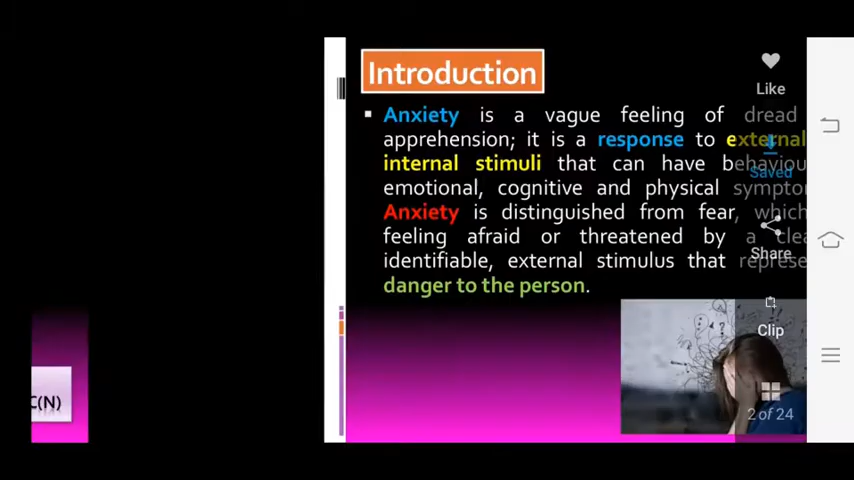 Introduction
Anxiety is a vague feeling of dread
apprehension; it is a response to external
internal stimuli that can have behaviou
emotional, cognitive and physical sympto
Anxiety is distinguished from fear, which
feeling afraid or threatened by a clea
identifiable, external stimulus that represe
danger to the person.
C(N)
Like
Saved
Share
Clip
2 of 24